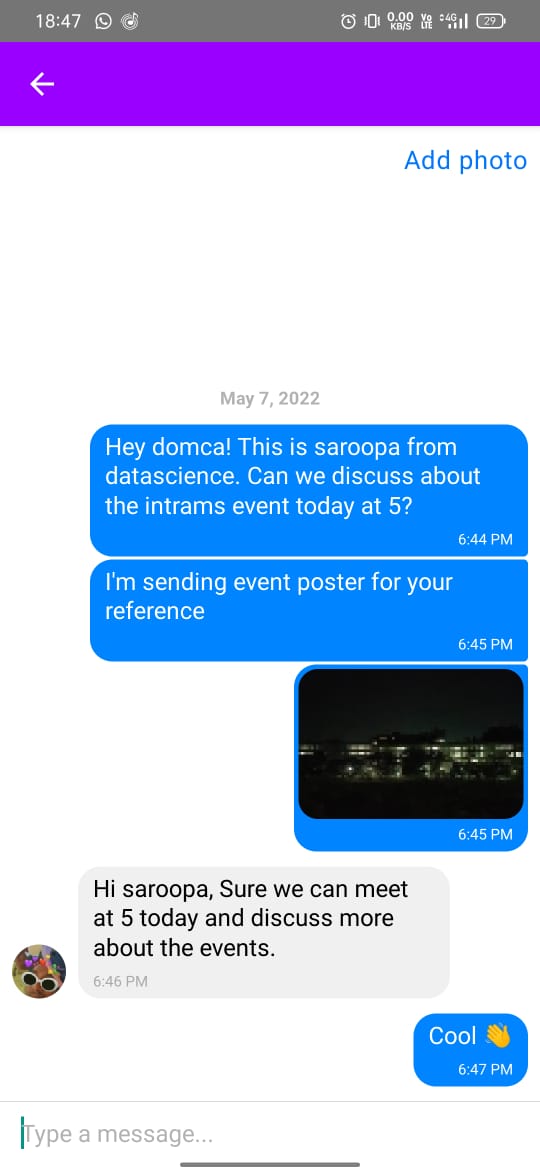 18:47
0.00 KB/S
Vo LTE
4G
29
Add photo
May 7, 2022
Hey domca! This is saroopa from
datascience. Can we discuss about
the intrams event today at 5?
6:44 PM
I'm sending event poster for your
reference
6:45 PM
6:45 PM
Hi saroopa, Sure we can meet
at 5 today and discuss more
about the events.
6:46 PM
Cool 👋
6:47 PM
Type a message...